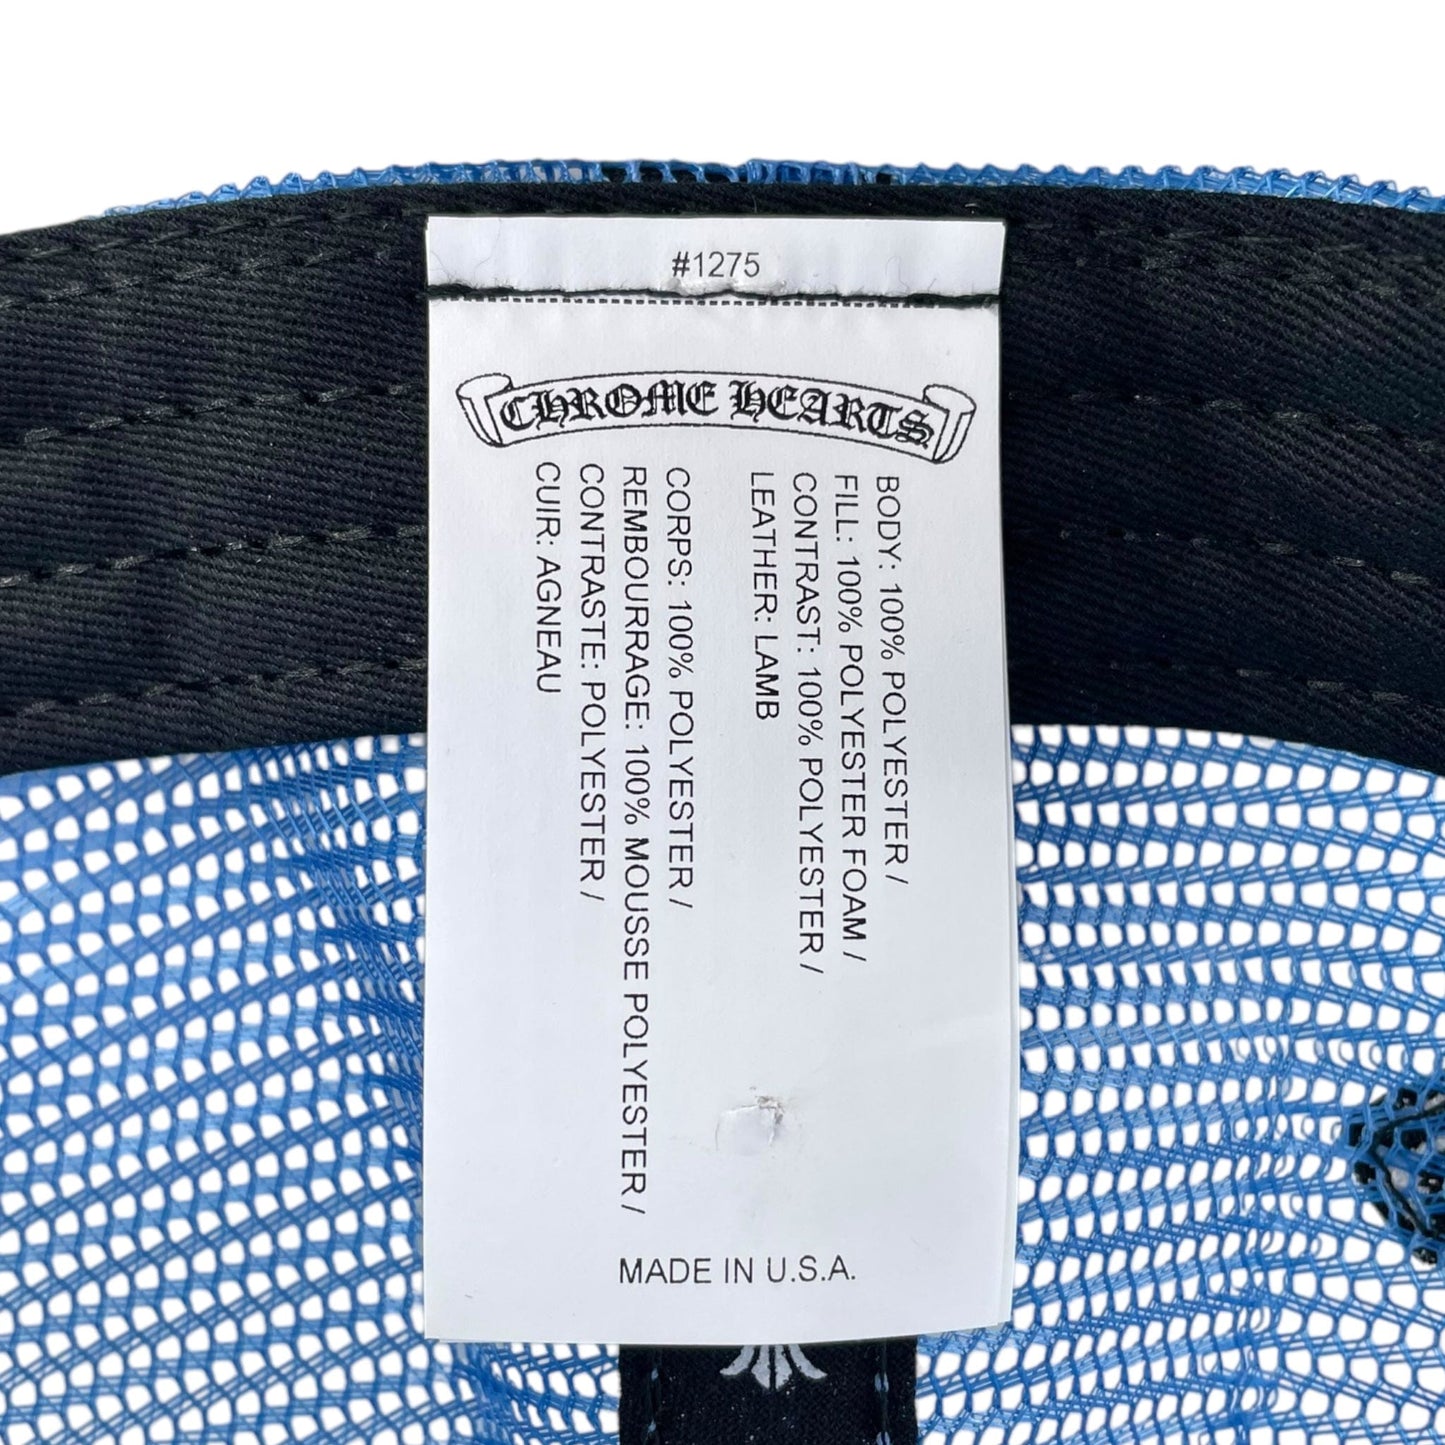 #1275
CHROME HEARTS
BODY: 100% POLYESTER /
FILL: 100% POLYESTER FOAM /
CONTRAST: 100% POLYESTER /
LEATHER: LAMB
CORPS: 100% POLYESTER /
REMBOURRAGE: 100% MOUSSE POLYESTER /
CONTRASTE: POLYESTER /
CUIR: AGNEAU
MADE IN U.S.A.